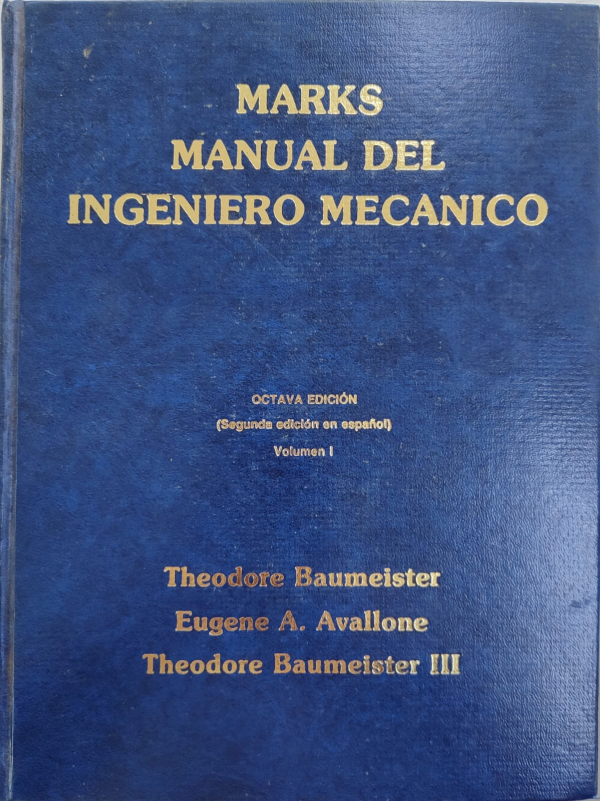 MARKS
MANUAL DEL
INGENIERO MECANICO
OCTAVA EDICIÓN
(Segunda edición en español)
Volumen I
Theodore Baumeister
Eugene A. Avallone
Theodore Baumeister III